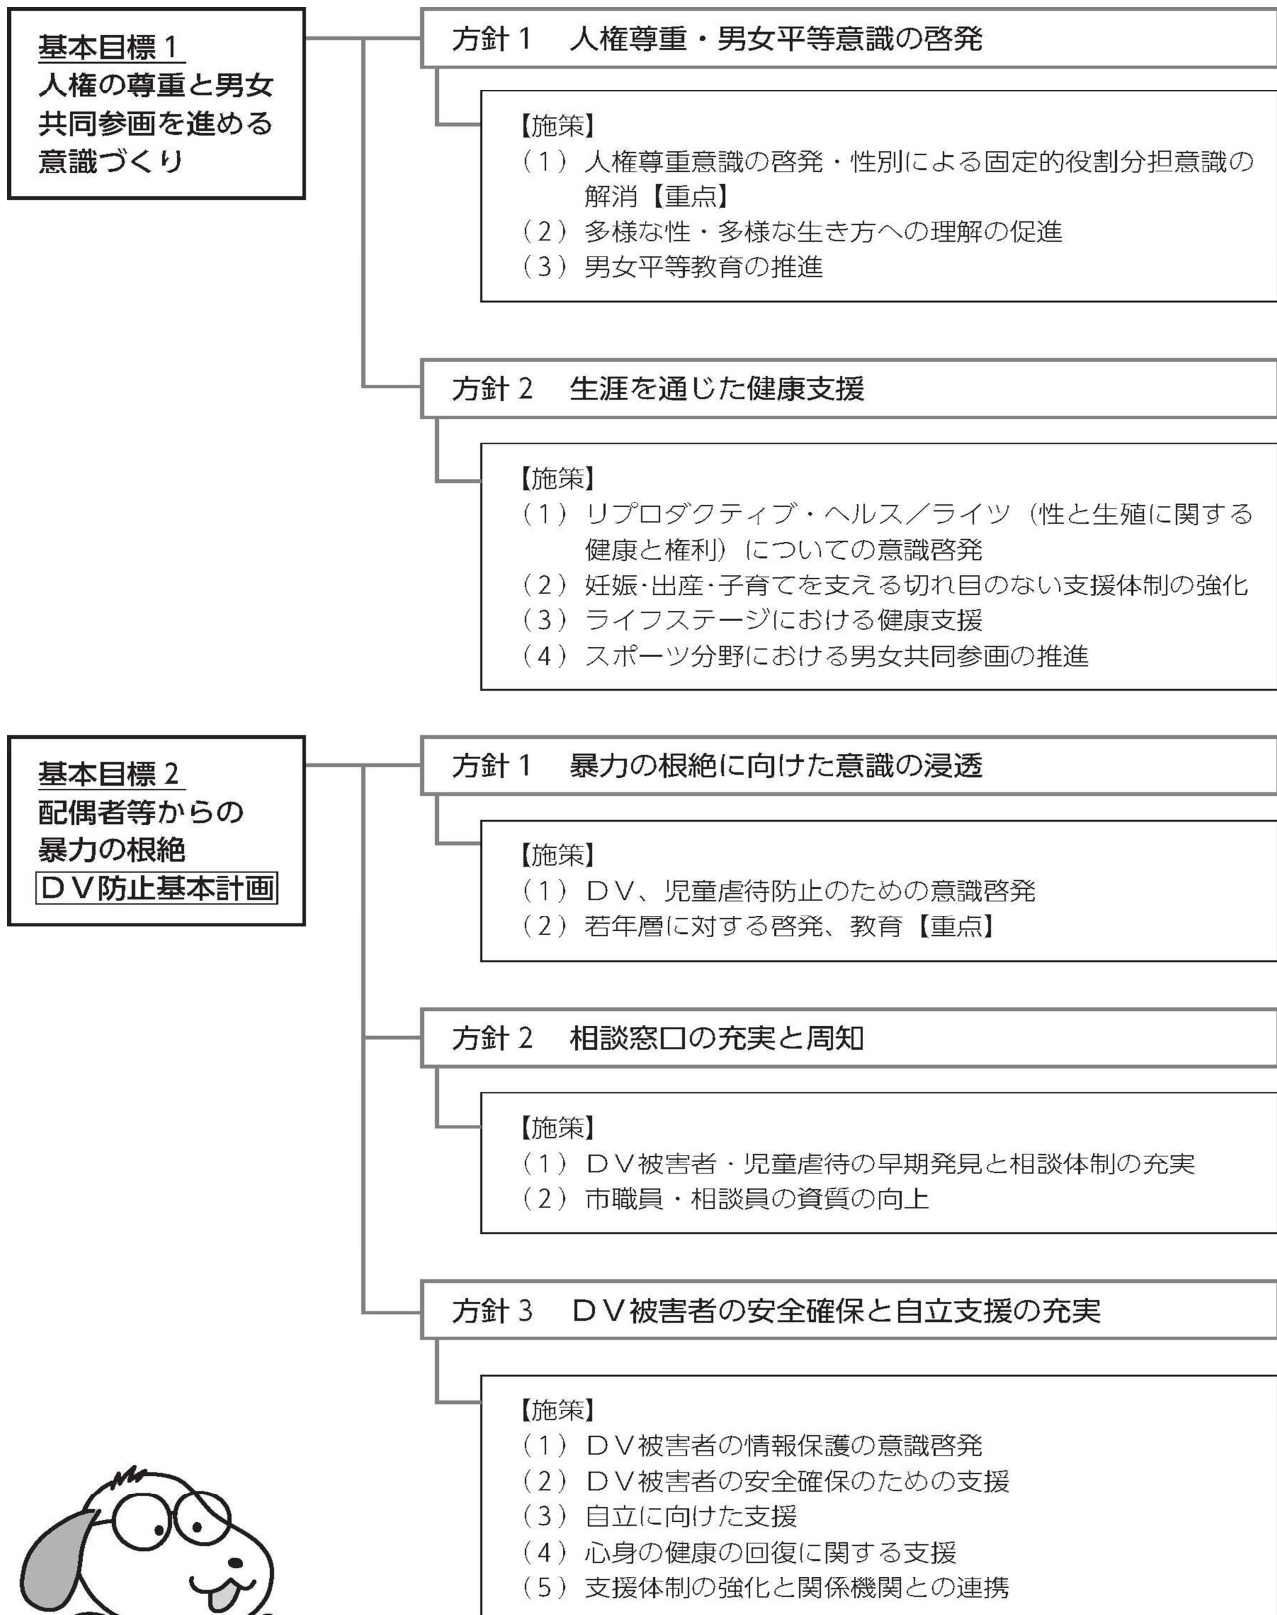 基本目標1
人権の尊重と男女
共同参画を進める
意識づくり
方針1　人権尊重・男女平等意識の啓発
【施策】
（1）人権尊重意識の啓発・性別による固定的役割分担意識の
解消【重点】
（2）多様な性・多様な生き方への理解の促進
（3）男女平等教育の推進
方針2　生涯を通じた健康支援
【施策】
（1）リプロダクティブ・ヘルス／ライツ（性と生殖に関する
健康と権利）についての意識啓発
（2）妊娠・出産・子育てを支える切れ目のない支援体制の強化
（3）ライフステージにおける健康支援
（4）スポーツ分野における男女共同参画の推進
基本目標2
配偶者等からの
暴力の根絶
ＤＶ防止基本計画
方針1　暴力の根絶に向けた意識の浸透
【施策】
（1）ＤＶ、児童虐待防止のための意識啓発
（2）若年層に対する啓発、教育【重点】
方針2　相談窓口の充実と周知
【施策】
（1）ＤＶ被害者・児童虐待の早期発見と相談体制の充実
（2）市職員・相談員の資質の向上
方針3　ＤＶ被害者の安全確保と自立支援の充実
【施策】
（1）ＤＶ被害者の情報保護の意識啓発
（2）ＤＶ被害者の安全確保のための支援
（3）自立に向けた支援
（4）心身の健康の回復に関する支援
（5）支援体制の強化と関係機関との連携